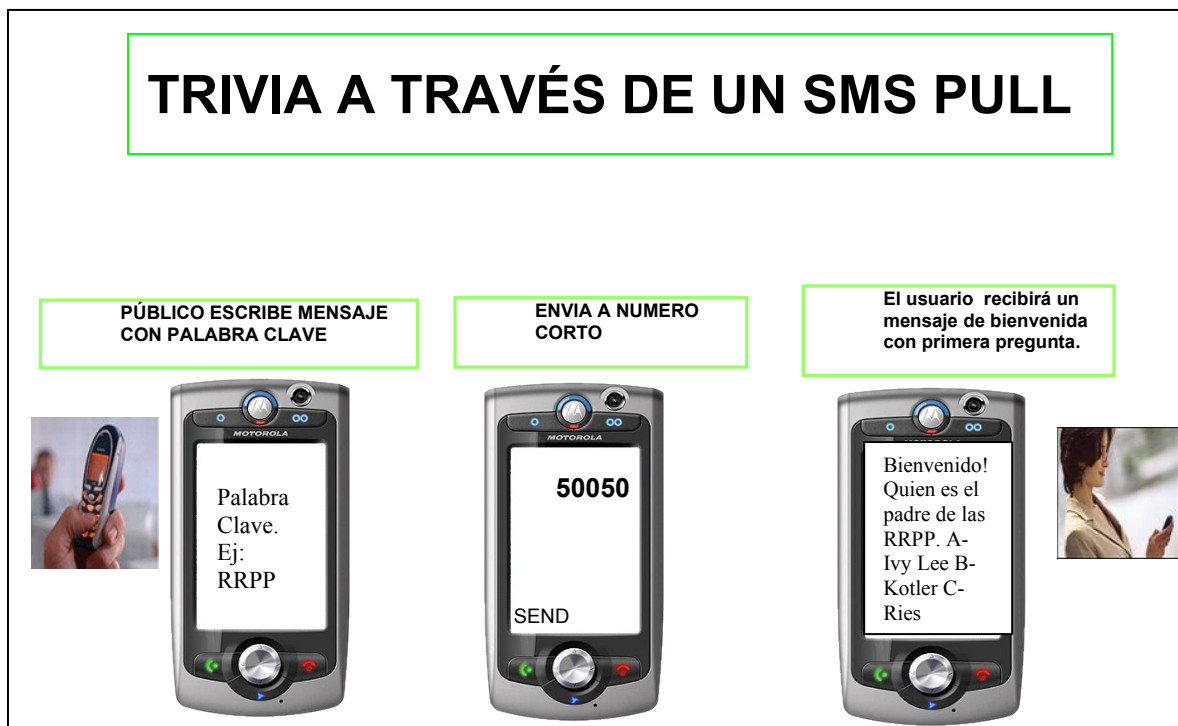 TRIVIA A TRAVÉS DE UN SMS PULL
PÚBLICO ESCRIBE MENSAJE
CON PALABRA CLAVE
ENVIA A NUMERO
CORTO
El usuario recibirá un
mensaje de bienvenida
con primera pregunta.
MOTOROLA
Palabra
Clave.
Ej:
RRPP
MOTOROLA
50050
SEND
Bienvenido!
Quien es el
padre de las
RRPP. A-
Ivy Lee B-
Kotler C-
Ries